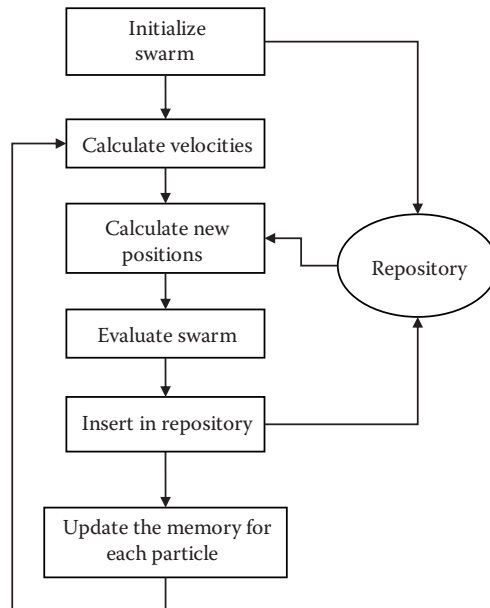 Initialize
swarm
Calculate velocities
Calculate new
positions
Repository
Evaluate swarm
Insert in repository
Update the memory for
each particle